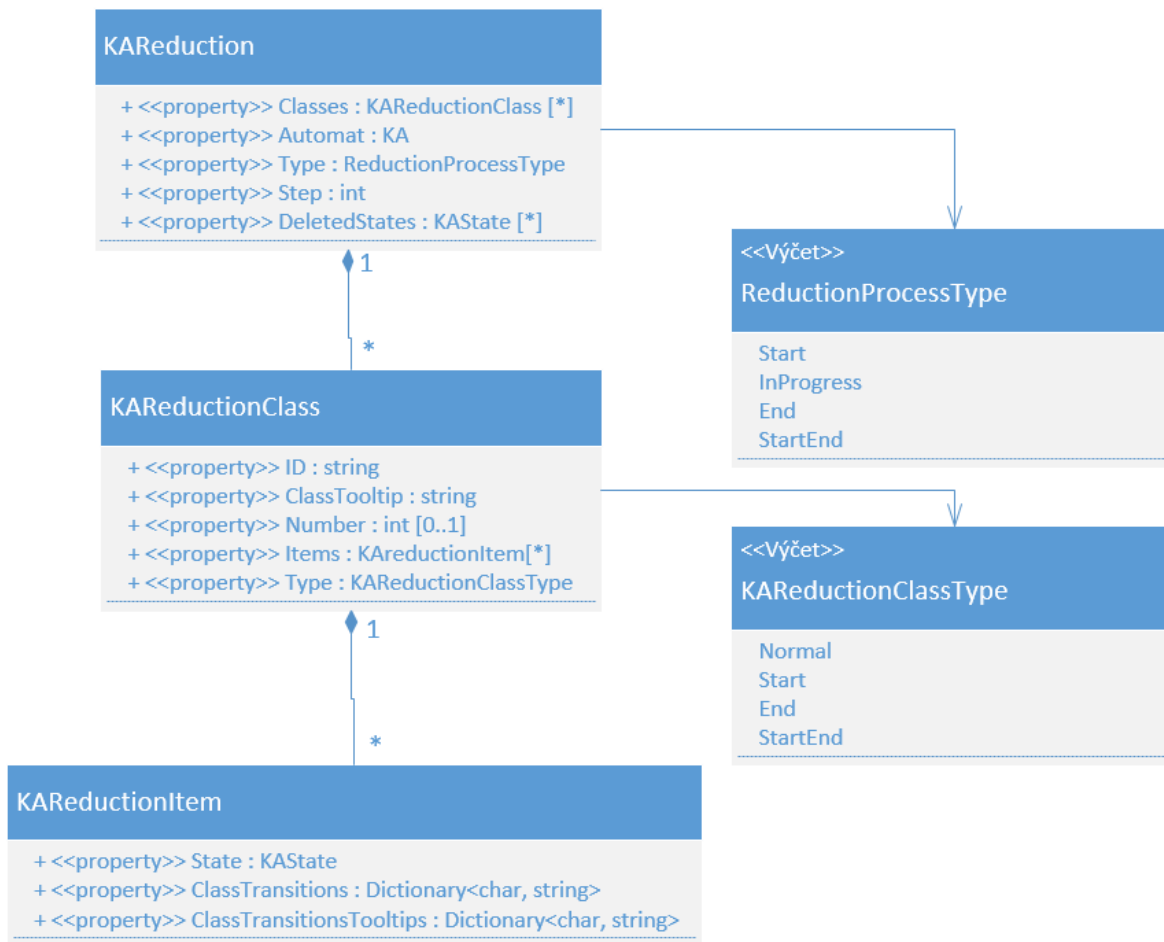 KAReduction
+ <<property>> Classes : KAReductionClass [*]
+ <<property>> Automat : KA
+ <<property>> Type : ReductionProcessType
+ <<property>> Step : int
+ <<property>> DeletedStates : KAState [*]
1
*
<<Výčet>>
ReductionProcessType
Start
InProgress
End
StartEnd
KAReductionClass
+ <<property>> ID : string
+ <<property>> ClassTooltip : string
+ <<property>> Number : int [0..1]
+ <<property>> Items : KAreductionItem[*]
+ <<property>> Type : KAReductionClassType
1
*
<<Výčet>>
KAReductionClassType
Normal
Start
End
StartEnd
KAReductionItem
+ <<property>> State : KAState
+ <<property>> ClassTransitions : Dictionary<char, string>
+ <<property>> ClassTransitionsTooltips : Dictionary<char, string>